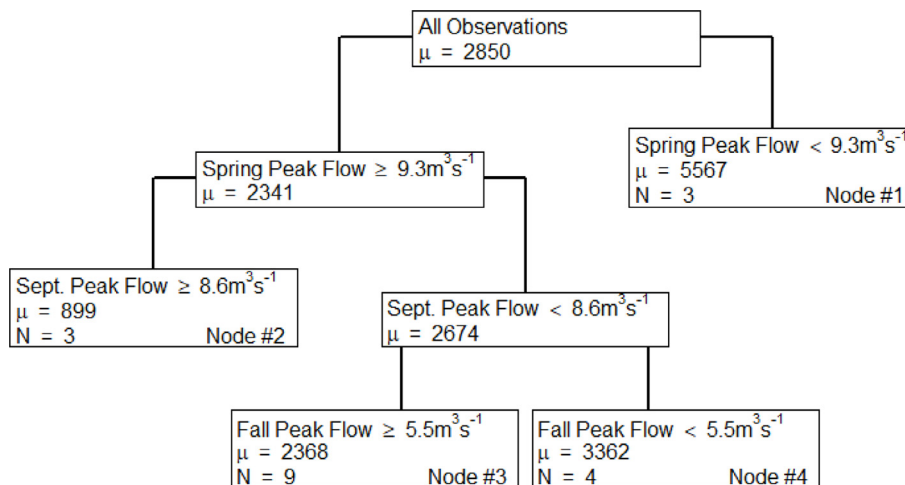 All Observations
μ = 2850
Spring Peak Flow < 9.3m³s⁻¹
μ = 5567
N = 3 Node #1
Spring Peak Flow ≥ 9.3m³s⁻¹
μ = 2341
Sept. Peak Flow ≥ 8.6m³s⁻¹
μ = 899
N = 3 Node #2
Sept. Peak Flow < 8.6m³s⁻¹
μ = 2674
Fall Peak Flow ≥ 5.5m³s⁻¹
μ = 2368
N = 9 Node #3
Fall Peak Flow < 5.5m³s⁻¹
μ = 3362
N = 4 Node #4